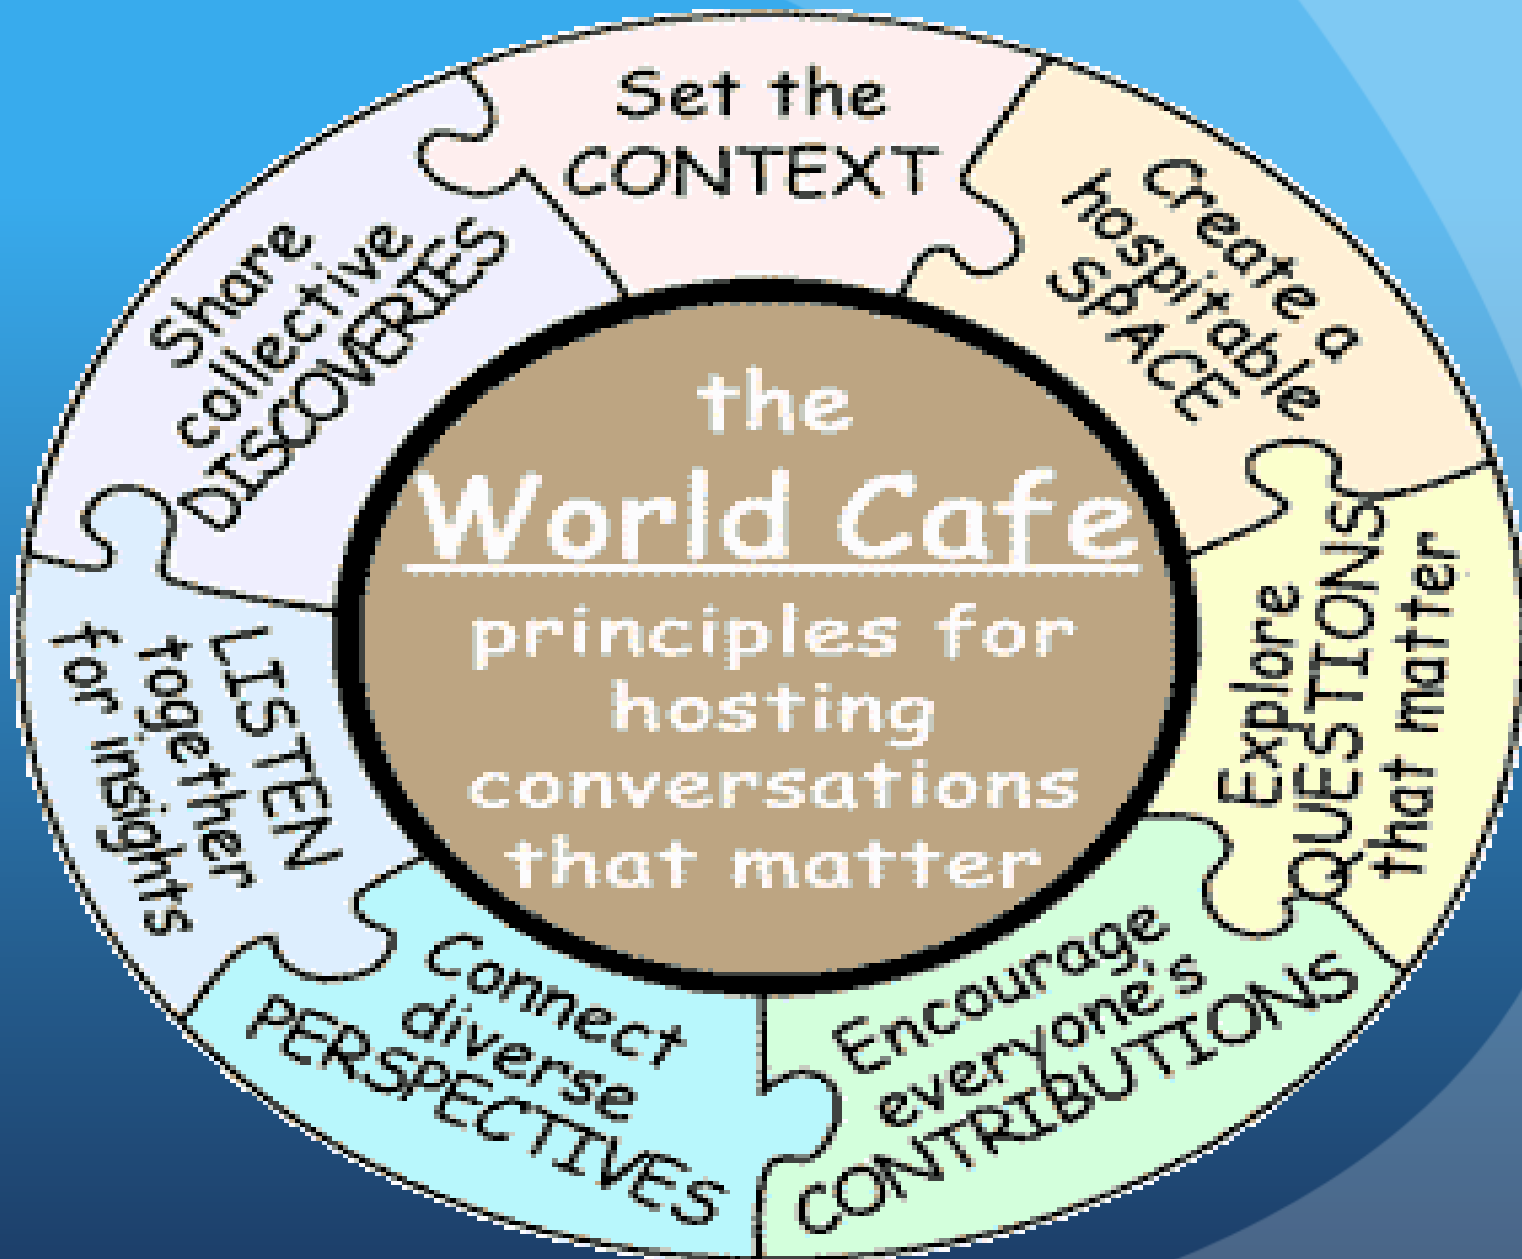 the
World Cafe
principles for
hosting
conversations
that matter
Set the
CONTEXT
Create a
hospitable
SPACE
Explore
QUESTIONS
that matter
Encourage
everyone's
CONTRIBUTIONS
Connect
diverse
PERSPECTIVES
LISTEN
together
for insights
Share
collective
DISCOVERIES